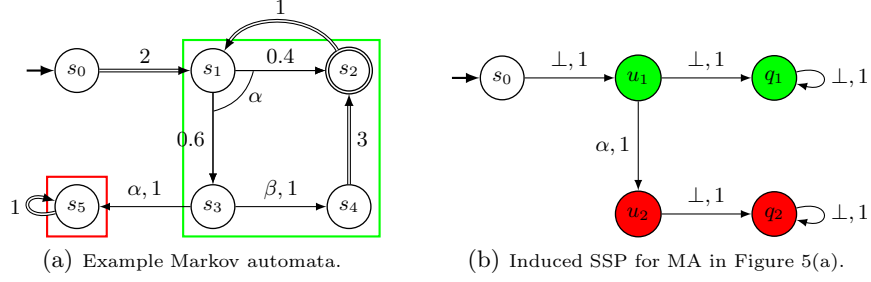 1
s₀ 2 s₁ 0.4 s₂
α
0.6 3
1 s₅ α, 1 s₃ β, 1 s₄
(a) Example Markov automata.
s₀ ⊥, 1 u₁ ⊥, 1 q₁ ⊥, 1
α, 1
u₂ ⊥, 1 q₂ ⊥, 1
(b) Induced SSP for MA in Figure 5(a).